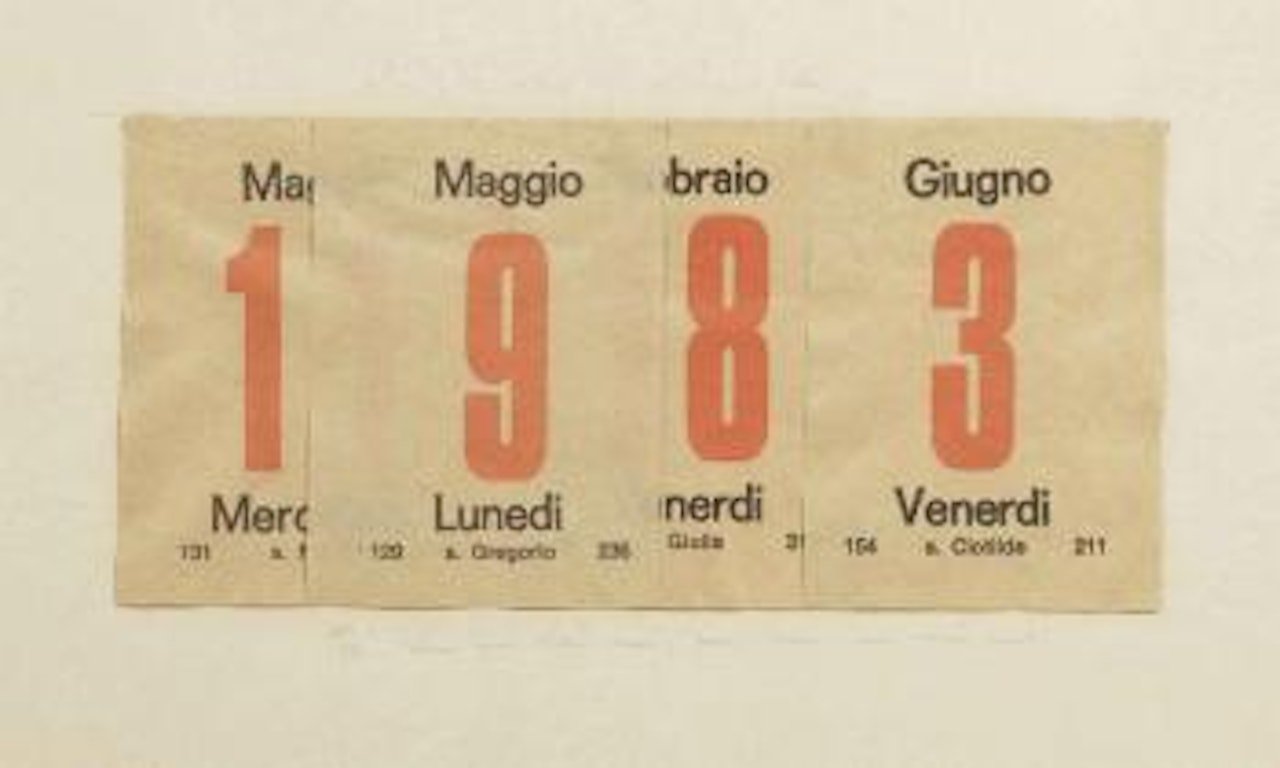 Mag Maggio braio Giugno
1 9 8 3
Merc Lunedi nerdi Venerdi
131 s. 129 s. Gregorio 236 Giulia 154 s. Clotilde 211